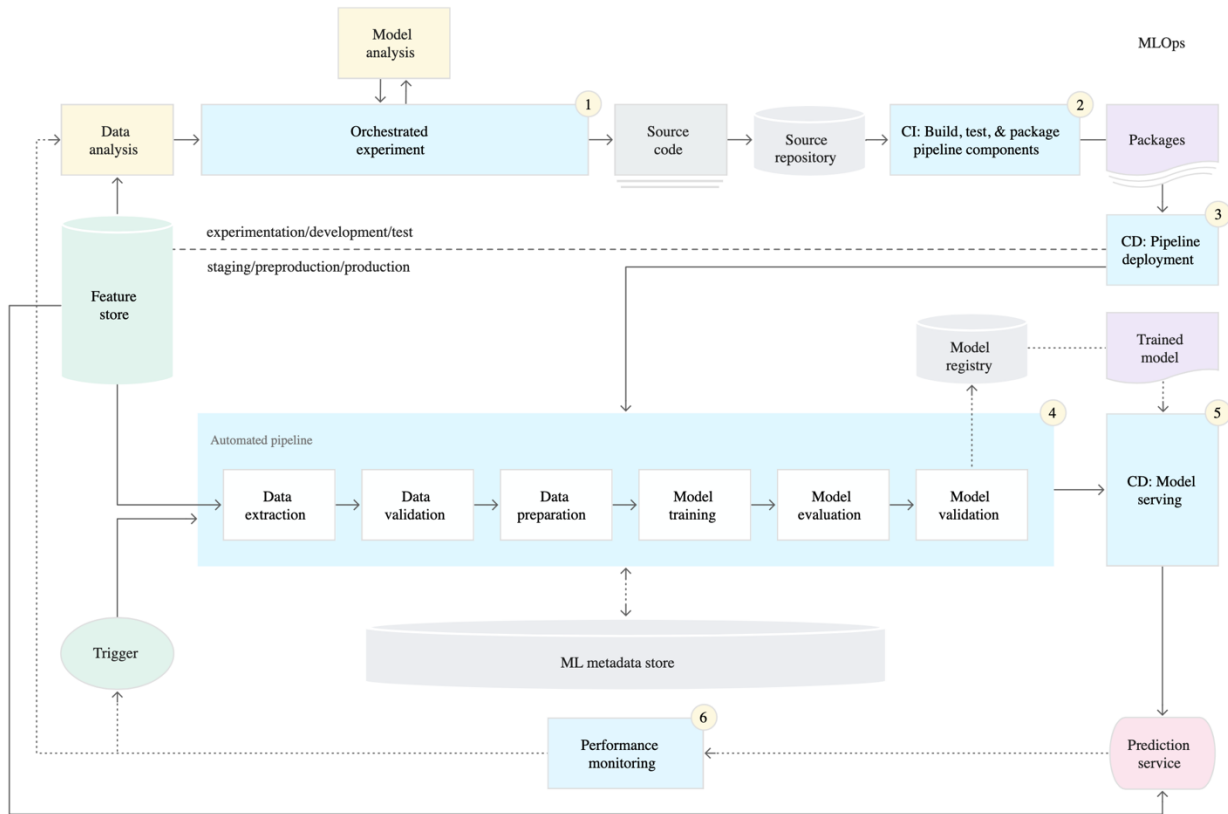 MLOps
Model
analysis
1
2
Data
analysis
Orchestrated
experiment
Source
code
Source
repository
CI: Build, test, & package
pipeline components
Packages
3
experimentation/development/test
staging/preproduction/production
CD: Pipeline
deployment
Feature
store
Model
registry
Trained
model
4
5
Automated pipeline
Data
extraction
Data
validation
Data
preparation
Model
training
Model
evaluation
Model
validation
CD: Model
serving
Trigger
ML metadata store
6
Performance
monitoring
Prediction
service